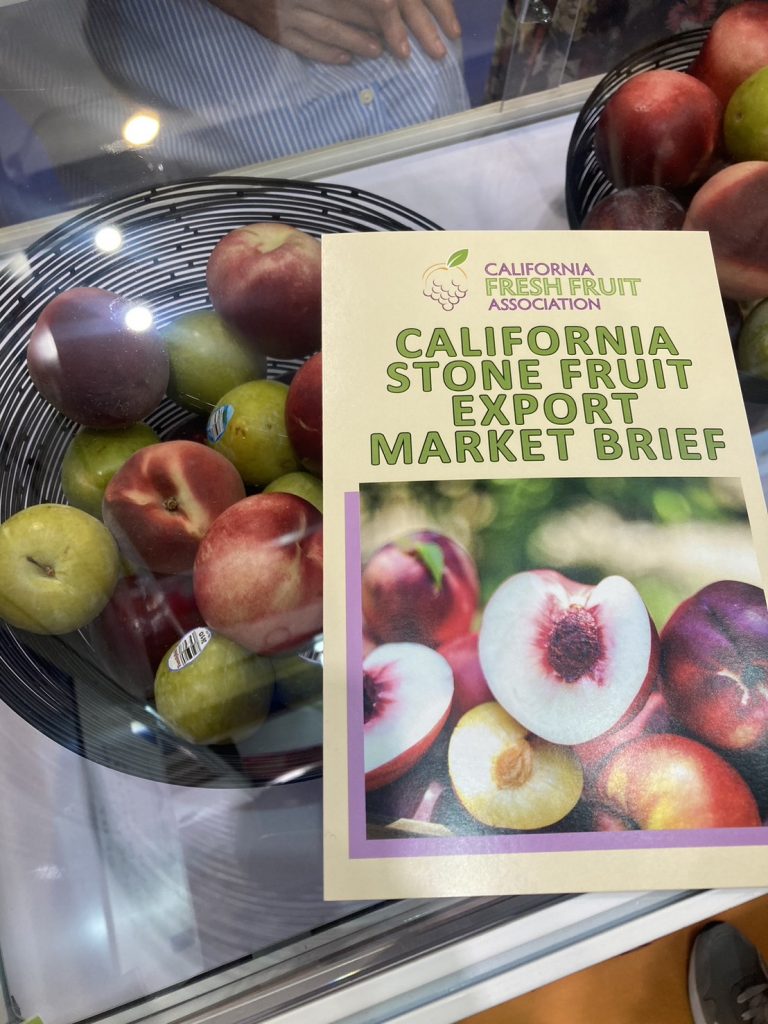 CALIFORNIA
FRESH FRUIT
ASSOCIATION
CALIFORNIA
STONE FRUIT
EXPORT
MARKET BRIEF